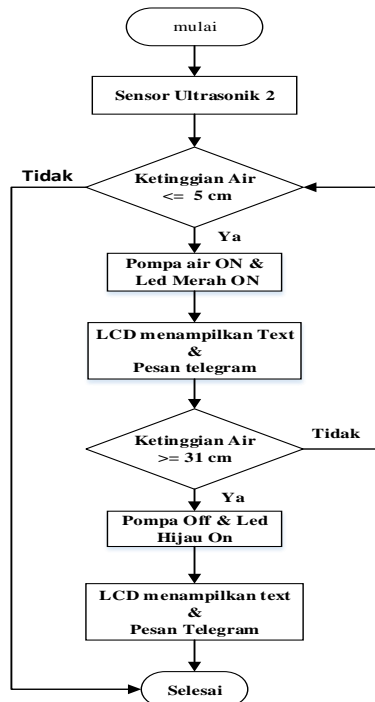 mulai
Sensor Ultrasonik 2
Tidak
Ketinggian Air
<= 5 cm
Ya
Pompa air ON &
Led Merah ON
LCD menampilkan Text
&
Pesan telegram
Ketinggian Air
>= 31 cm
Tidak
Ya
Pompa Off & Led
Hijau On
LCD menampilkan text
&
Pesan Telegram
Selesai